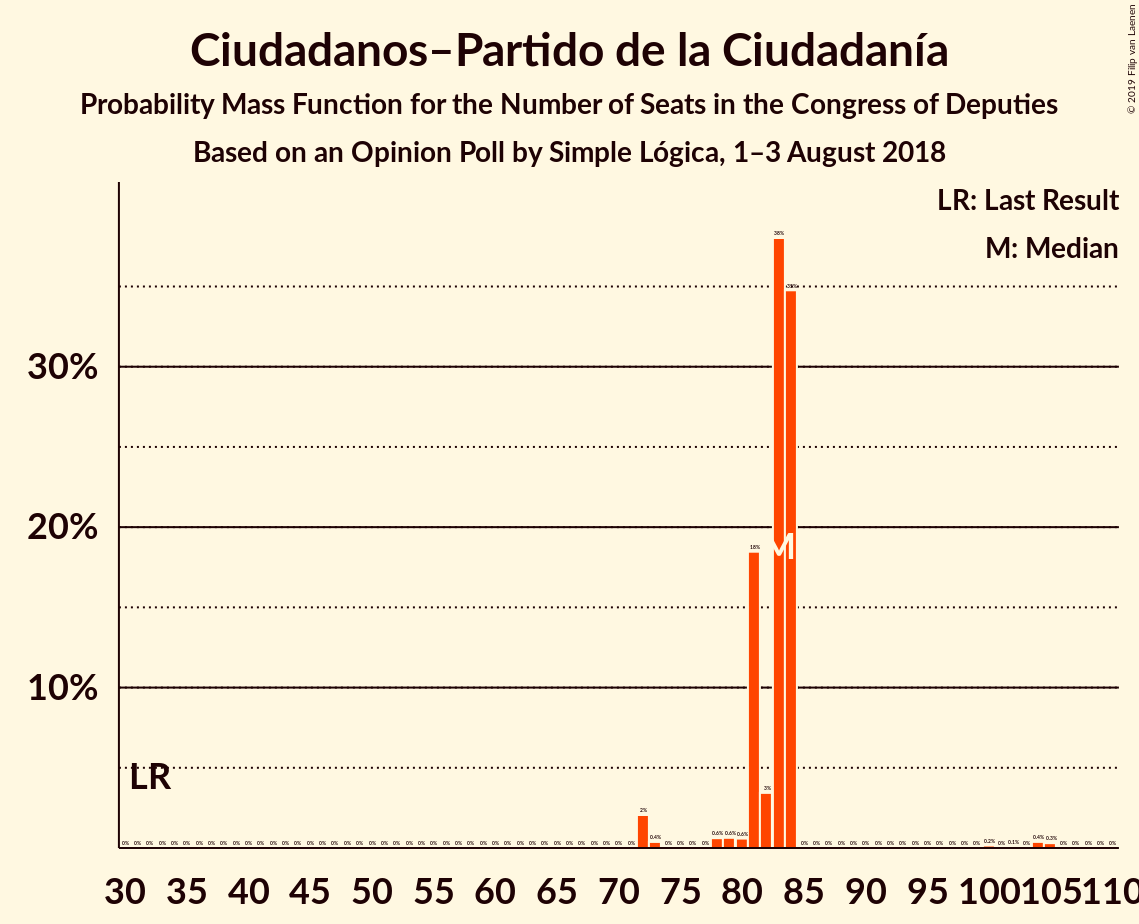 Ciudadanos–Partido de la Ciudadanía
Probability Mass Function for the Number of Seats in the Congress of Deputies
Based on an Opinion Poll by Simple Lógica, 1–3 August 2018
© 2019 Filip van Laenen
LR: Last Result
M: Median
38%
30%
20%
18%
M
10%
LR
2%
0.4%
0.6% 0.6% 0.6%
3%
0.2%
0.1%
0.4% 0.3%
30 35 40 45 50 55 60 65 70 75 80 85 90 95 100 105 110